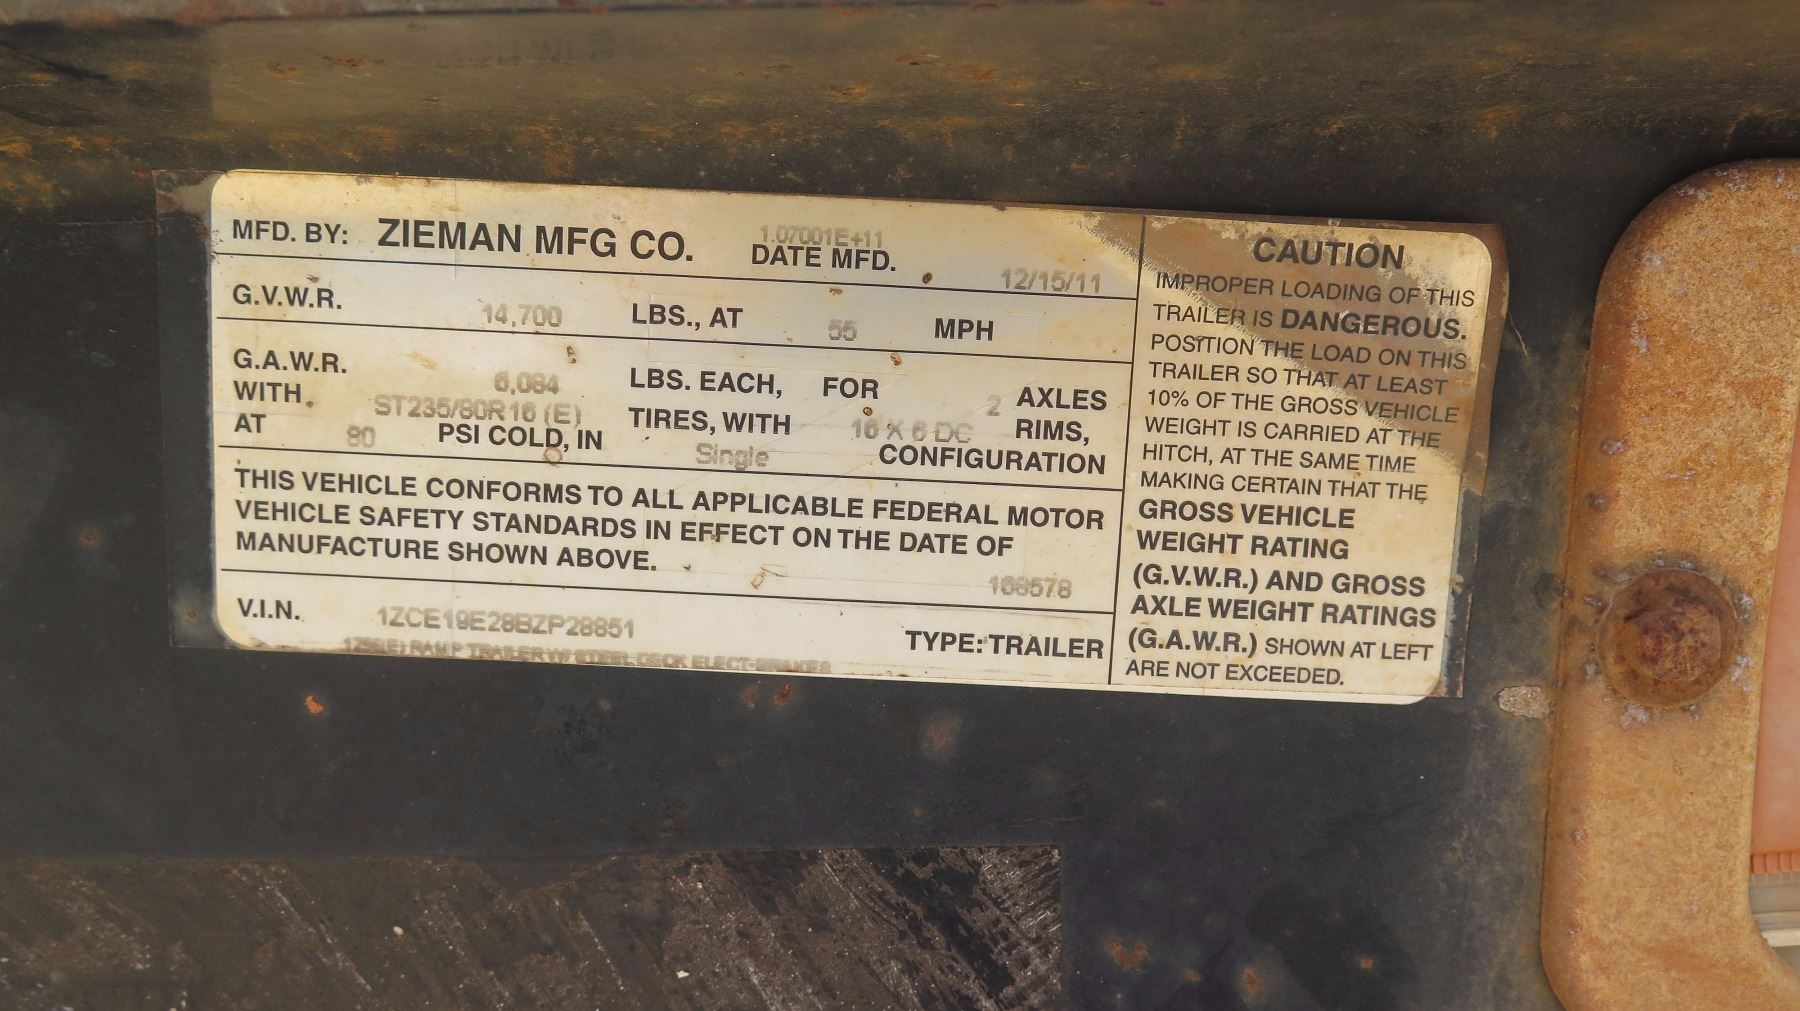 MFD. BY: ZIEMAN MFG CO. 1.07001E+11
DATE MFD. 12/15/11
G.V.W.R. 14,700 LBS., AT 55 MPH
G.A.W.R. 6,084 LBS. EACH, FOR 2 AXLES
WITH ST235/80R16 (E) TIRES, WITH 16 X 6 DC RIMS,
AT 80 PSI COLD, IN Single CONFIGURATION
THIS VEHICLE CONFORMS TO ALL APPLICABLE FEDERAL MOTOR
VEHICLE SAFETY STANDARDS IN EFFECT ON THE DATE OF
MANUFACTURE SHOWN ABOVE.
168578
V.I.N. 1ZCE19E28BZP28851 TYPE: TRAILER
RAMP TRAILER W/ STEEL DECK ELECT-BRAKES
CAUTION
IMPROPER LOADING OF THIS
TRAILER IS DANGEROUS.
POSITION THE LOAD ON THIS
TRAILER SO THAT AT LEAST
10% OF THE GROSS VEHICLE
WEIGHT IS CARRIED AT THE
HITCH, AT THE SAME TIME
MAKING CERTAIN THAT THE
GROSS VEHICLE
WEIGHT RATING
(G.V.W.R.) AND GROSS
AXLE WEIGHT RATINGS
(G.A.W.R.) SHOWN AT LEFT
ARE NOT EXCEEDED.